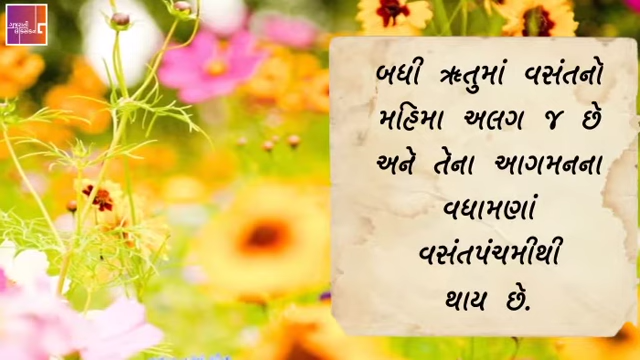 બધી ઋતુમાં વસંતનો
મહિમા અલગ જ છે
અને તેના આગમનના
વધામણાં
વસંતપંચમીથી
થાય છે.